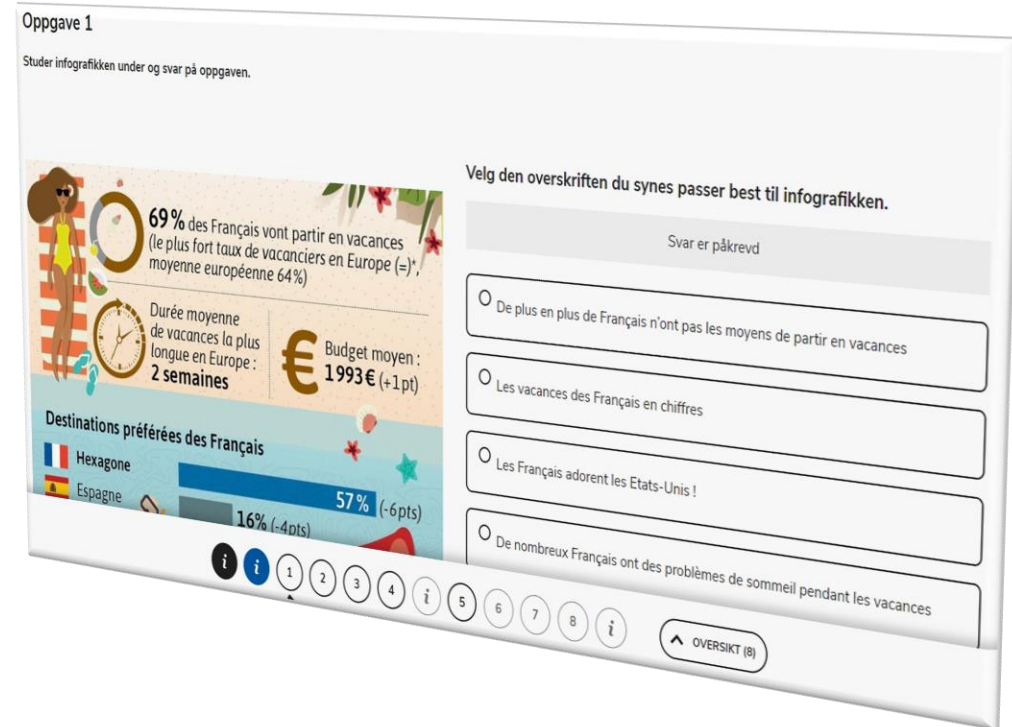 Oppgave 1
Studer infografikken under og svar på oppgaven.
69% des Français vont partir en vacances
(le plus fort taux de vacanciers en Europe (=)*,
moyenne européenne 64%)
Durée moyenne
de vacances la plus
longue en Europe :
2 semaines
€
Budget moyen :
1993€ (+1pt)
Destinations préférées des Français
Hexagone
57% (-6pts)
Espagne
16% (-4pts)
Velg den overskriften du synes passer best til infografikken.
Svar er påkrevd
De plus en plus de Français n'ont pas les moyens de partir en vacances
Les vacances des Français en chiffres
Les Français adorent les Etats-Unis !
De nombreux Français ont des problèmes de sommeil pendant les vacances
i i 1 2 3 4 i 5 6 7 8 i
OVERSIKT (8)